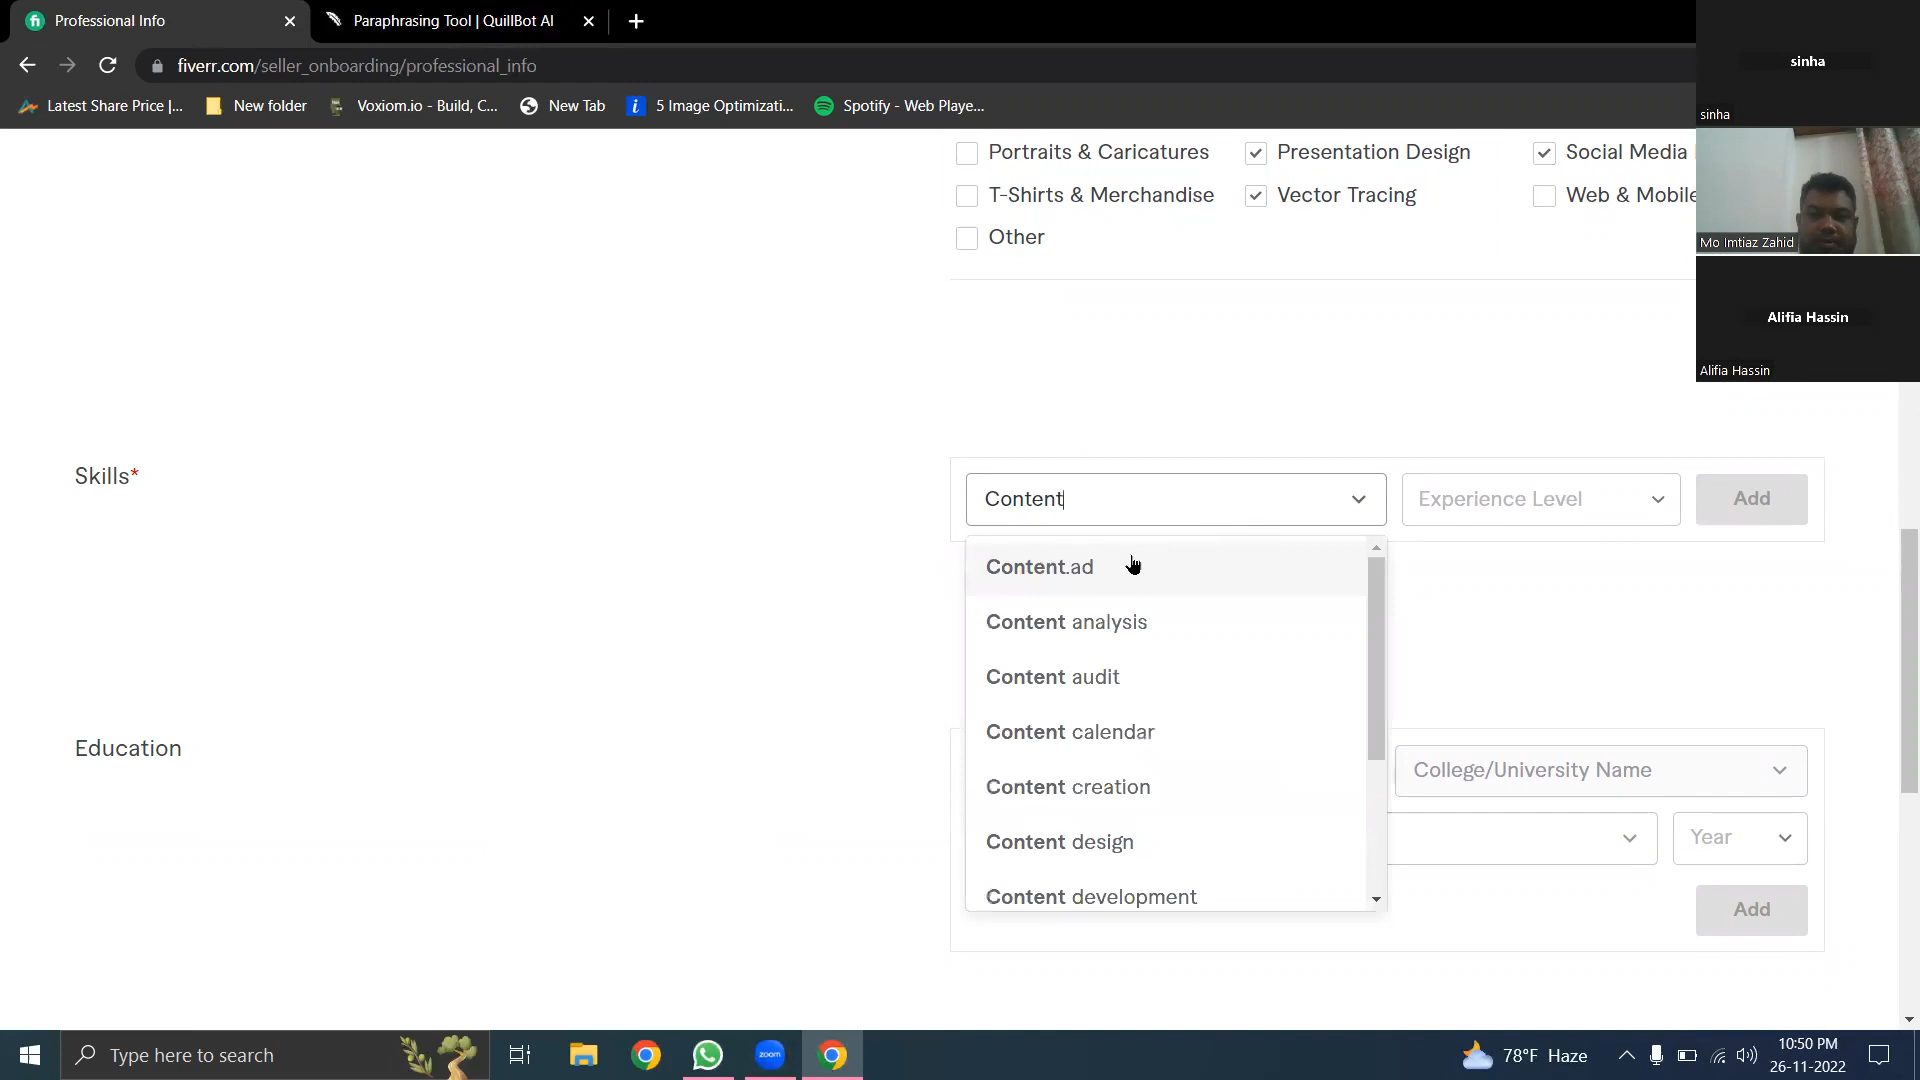 Professional Info
Paraphrasing Tool | QuillBot AI
fiverr.com/seller_onboarding/professional_info
Latest Share Price |...
New folder
Voxiom.io - Build, C...
New Tab
5 Image Optimizati...
Spotify - Web Playe...
sinha
sinha
Mo Imtiaz Zahid
Alifia Hassin
Alifia Hassin
Portraits & Caricatures
Presentation Design
Social Media
T-Shirts & Merchandise
Vector Tracing
Web & Mobile
Other
Skills*
Content
Experience Level
Add
Content.ad
Content analysis
Content audit
Content calendar
Content creation
Content design
Content development
Education
College/University Name
Year
Add
Type here to search
zoom
78°F Haze
10:50 PM
26-11-2022